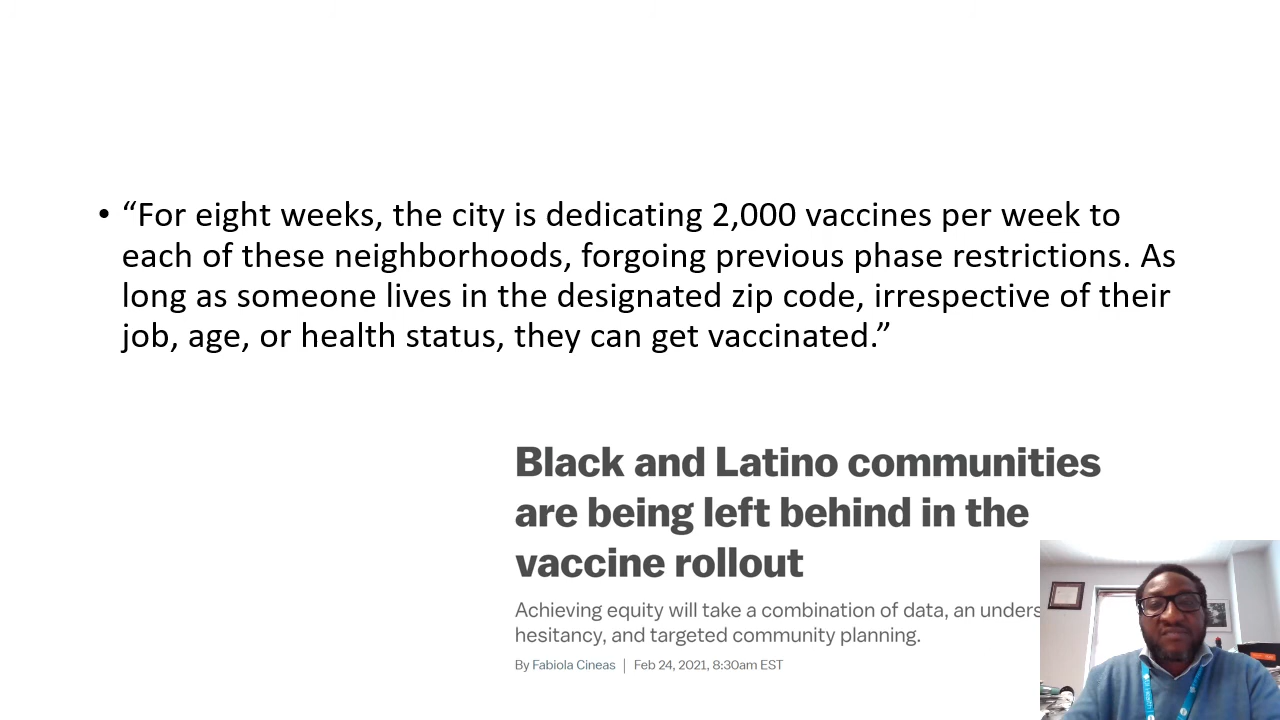 • “For eight weeks, the city is dedicating 2,000 vaccines per week to
each of these neighborhoods, forgoing previous phase restrictions. As
long as someone lives in the designated zip code, irrespective of their
job, age, or health status, they can get vaccinated.”
Black and Latino communities
are being left behind in the
vaccine rollout
Achieving equity will take a combination of data, an
hesitancy, and targeted community planning.
By Fabiola Cineas | Feb 24, 2021, 8:30am EST